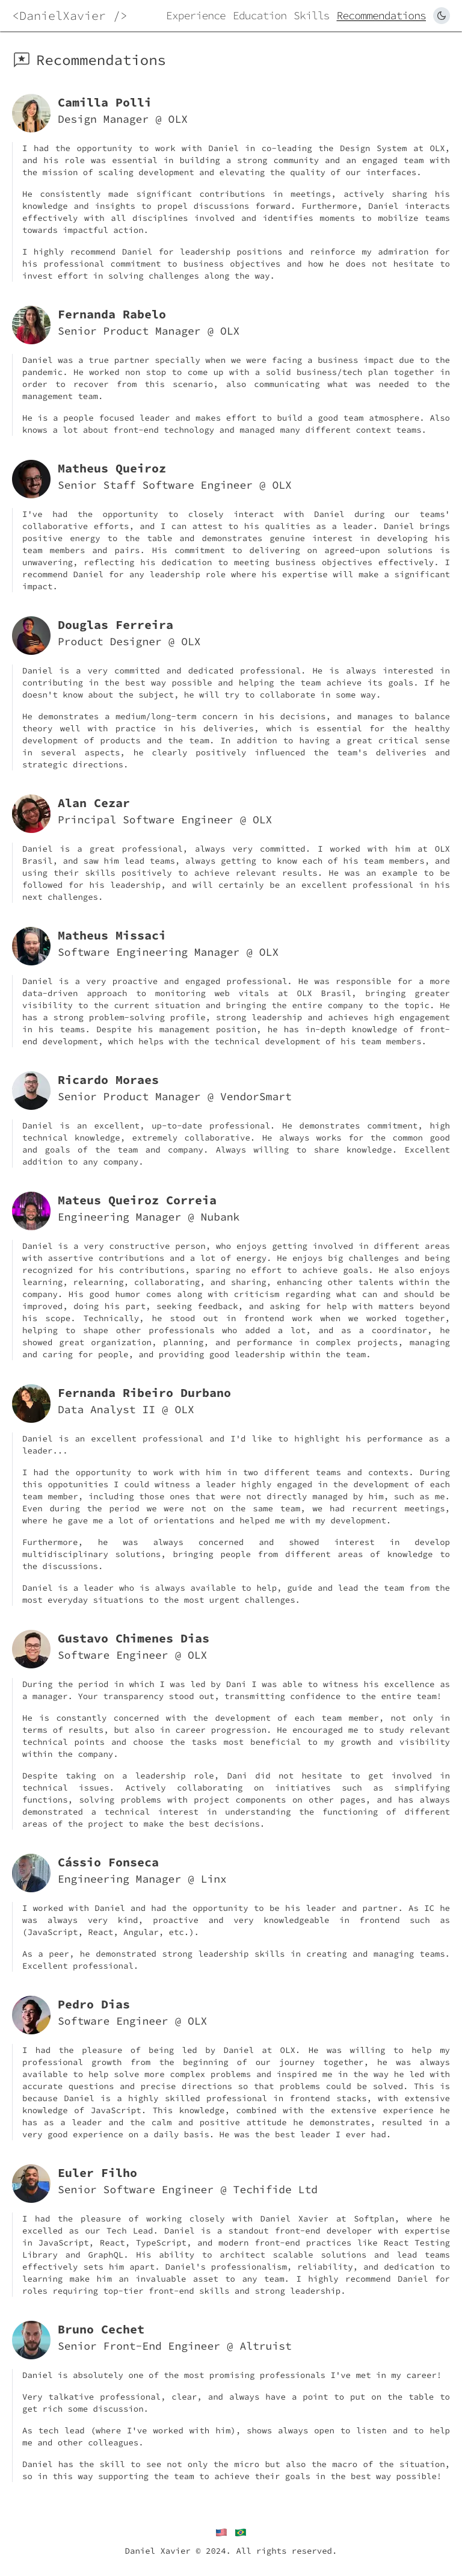 <DanielXavier />
Experience Education Skills Recommendations
Recommendations
Camilla Polli
Design Manager @ OLX
I had the opportunity to work with Daniel in co-leading the Design System at OLX,
and his role was essential in building a strong community and an engaged team with
the mission of scaling development and elevating the quality of our interfaces.
He consistently made significant contributions in meetings, actively sharing his
knowledge and insights to propel discussions forward. Furthermore, Daniel interacts
effectively with all disciplines involved and identifies moments to mobilize teams
towards impactful action.
I highly recommend Daniel for leadership positions and reinforce my admiration for
his professional commitment to business objectives and how he does not hesitate to
invest effort in solving challenges along the way.
Fernanda Rabelo
Senior Product Manager @ OLX
Daniel was a true partner specially when we were facing a business impact due to the
pandemic. He worked non stop to come up with a solid business/tech plan together in
order to recover from this scenario, also communicating what was needed to the
management team.
He is a people focused leader and makes effort to build a good team atmosphere. Also
knows a lot about front-end technology and managed many different context teams.
Matheus Queiroz
Senior Staff Software Engineer @ OLX
I've had the opportunity to closely interact with Daniel during our teams'
collaborative efforts, and I can attest to his qualities as a leader. Daniel brings
positive energy to the table and demonstrates genuine interest in developing his
team members and pairs. His commitment to delivering on agreed-upon solutions is
unwavering, reflecting his dedication to meeting business objectives effectively. I
recommend Daniel for any leadership role where his expertise will make a significant
impact.
Douglas Ferreira
Product Designer @ OLX
Daniel is a very committed and dedicated professional. He is always interested in
contributing in the best way possible and helping the team achieve its goals. If he
doesn't know about the subject, he will try to collaborate in some way.
He demonstrates a medium/long-term concern in his decisions, and manages to balance
theory well with practice in his deliveries, which is essential for the healthy
development of products and the team. In addition to having a great critical sense
in several aspects, he clearly positively influenced the team's deliveries and
strategic directions.
Alan Cezar
Principal Software Engineer @ OLX
Daniel is a great professional, always very committed. I worked with him at OLX
Brasil, and saw him lead teams, always getting to know each of his team members, and
using their skills positively to achieve relevant results. He was an example to be
followed for his leadership, and will certainly be an excellent professional in his
next challenges.
Matheus Missaci
Software Engineering Manager @ OLX
Daniel is a very proactive and engaged professional. He was responsible for a more
data-driven approach to monitoring web vitals at OLX Brasil, bringing greater
visibility to the current situation and bringing the entire company to the topic. He
has a strong problem-solving profile, strong leadership and achieves high engagement
in his teams. Despite his management position, he has in-depth knowledge of front-
end development, which helps with the technical development of his team members.
Ricardo Moraes
Senior Product Manager @ VendorSmart
Daniel is an excellent, up-to-date professional. He demonstrates commitment, high
technical knowledge, extremely collaborative. He always works for the common good
and goals of the team and company. Always willing to share knowledge. Excellent
addition to any company.
Mateus Queiroz Correia
Engineering Manager @ Nubank
Daniel is a very constructive person, who enjoys getting involved in different areas
with assertive contributions and a lot of energy. He enjoys big challenges and being
recognized for his contributions, sparing no effort to achieve goals. He also enjoys
learning, relearning, collaborating, and sharing, enhancing other talents within the
company. His good humor comes along with criticism regarding what can and should be
improved, doing his part, seeking feedback, and asking for help with matters beyond
his scope. Technically, he stood out in frontend work when we worked together,
helping to shape other professionals who added a lot, and as a coordinator, he
showed great organization, planning, and performance in complex projects, managing
and caring for people, and providing good leadership within the team.
Fernanda Ribeiro Durbano
Data Analyst II @ OLX
Daniel is an excellent professional and I'd like to highlight his performance as a
leader...
I had the opportunity to work with him in two different teams and contexts. During
this oppotunities I could witness a leader highly engaged in the development of each
team member, including those ones that were not directly managed by him, such as me.
Even during the period we were not on the same team, we had recurrent meetings,
where he gave me a lot of orientations and helped me with my development.
Furthermore, he was always concerned and showed interest in develop
multidisciplinary solutions, bringing people from different areas of knowledge to
the discussions.
Daniel is a leader who is always available to help, guide and lead the team from the
most everyday situations to the most urgent challenges.
Gustavo Chimenes Dias
Software Engineer @ OLX
During the period in which I was led by Dani I was able to witness his excellence as
a manager. Your transparency stood out, transmitting confidence to the entire team!
He is constantly concerned with the development of each team member, not only in
terms of results, but also in career progression. He encouraged me to study relevant
technical points and choose the tasks most beneficial to my growth and visibility
within the company.
Despite taking on a leadership role, Dani did not hesitate to get involved in
technical issues. Actively collaborating on initiatives such as simplifying
functions, solving problems with project components on other pages, and has always
demonstrated a technical interest in understanding the functioning of different
areas of the project to make the best decisions.
Cássio Fonseca
Engineering Manager @ Linx
I worked with Daniel and had the opportunity to be his leader and partner. As IC he
was always very kind, proactive and very knowledgeable in frontend such as
(JavaScript, React, Angular, etc.).
As a peer, he demonstrated strong leadership skills in creating and managing teams.
Excellent professional.
Pedro Dias
Software Engineer @ OLX
I had the pleasure of being led by Daniel at OLX. He was willing to help my
professional growth from the beginning of our journey together, he was always
available to help solve more complex problems and inspired me in the way he led with
accurate questions and precise directions so that problems could be solved. This is
because Daniel is a highly skilled professional in frontend stacks, with extensive
knowledge of JavaScript. This knowledge, combined with the extensive experience he
has as a leader and the calm and positive attitude he demonstrates, resulted in a
very good experience on a daily basis. He was the best leader I ever had.
Euler Filho
Senior Software Engineer @ Techifide Ltd
I had the pleasure of working closely with Daniel Xavier at Softplan, where he
excelled as our Tech Lead. Daniel is a standout front-end developer with expertise
in JavaScript, React, TypeScript, and modern front-end practices like React Testing
Library and GraphQL. His ability to architect scalable solutions and lead teams
effectively sets him apart. Daniel's professionalism, reliability, and dedication to
learning make him an invaluable asset to any team. I highly recommend Daniel for
roles requiring top-tier front-end skills and strong leadership.
Bruno Cechet
Senior Front-End Engineer @ Altruist
Daniel is absolutely one of the most promising professionals I've met in my career!
Very talkative professional, clear, and always have a point to put on the table to
get rich some discussion.
As tech lead (where I've worked with him), shows always open to listen and to help
me and other colleagues.
Daniel has the skill to see not only the micro but also the macro of the situation,
so in this way supporting the team to achieve their goals in the best way possible!
Daniel Xavier © 2024. All rights reserved.